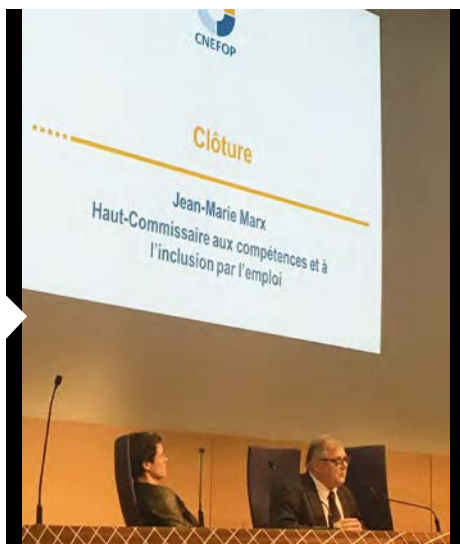 CNEFOP
Clôture
Jean-Marie Marx
Haut-Commissaire aux compétences et à
l'inclusion par l'emploi